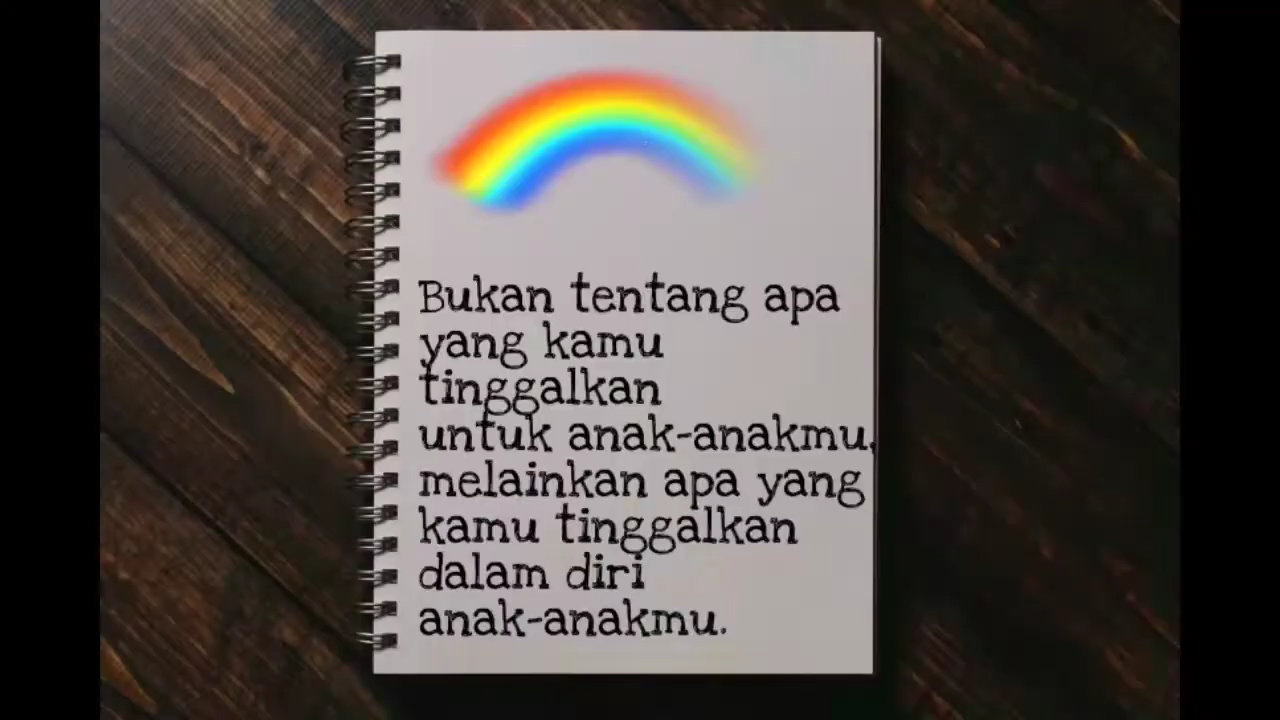 Bukan tentang apa
yang kamu
tinggalkan
untuk anak-anakmu,
melainkan apa yang
kamu tinggalkan
dalam diri
anak-anakmu.